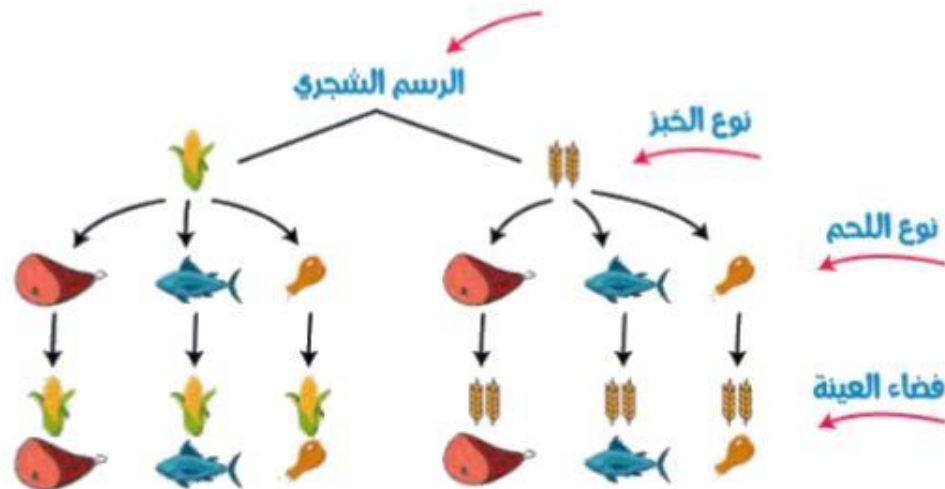 الرسم الشجري
نوع الخبز
نوع اللحم
فضاء العينة